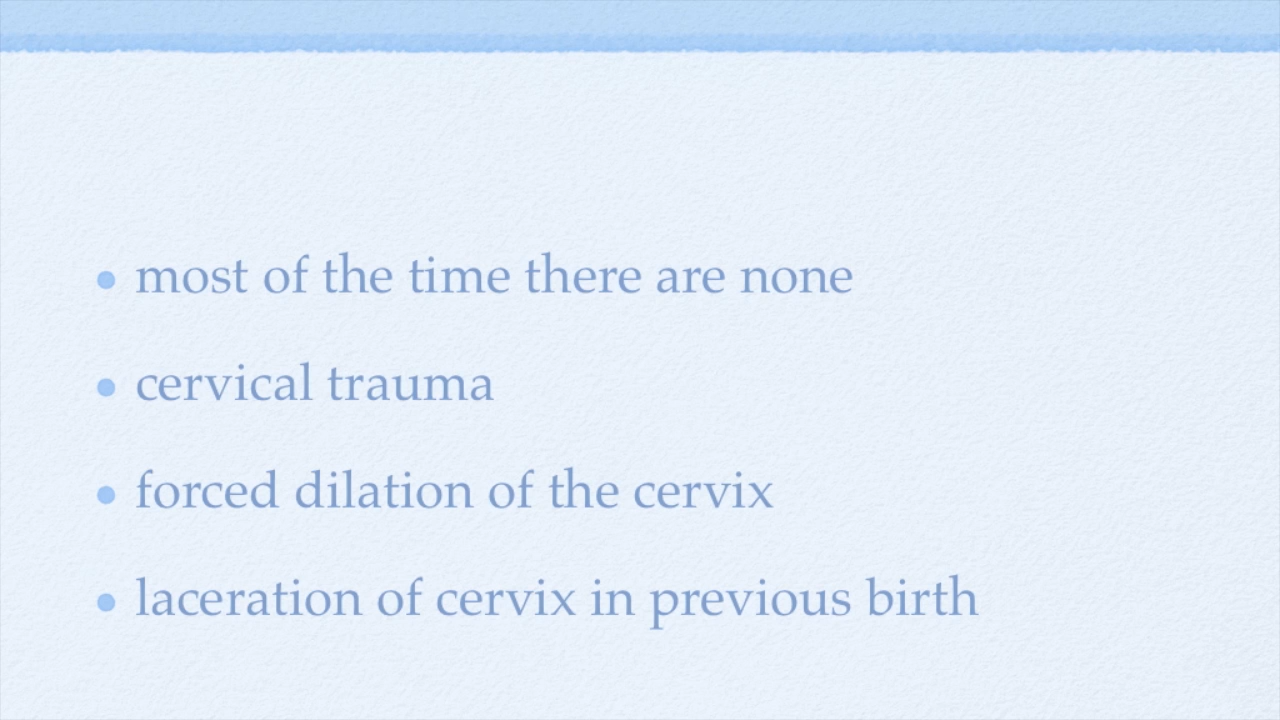 • most of the time there are none
• cervical trauma
• forced dilation of the cervix
• laceration of cervix in previous birth